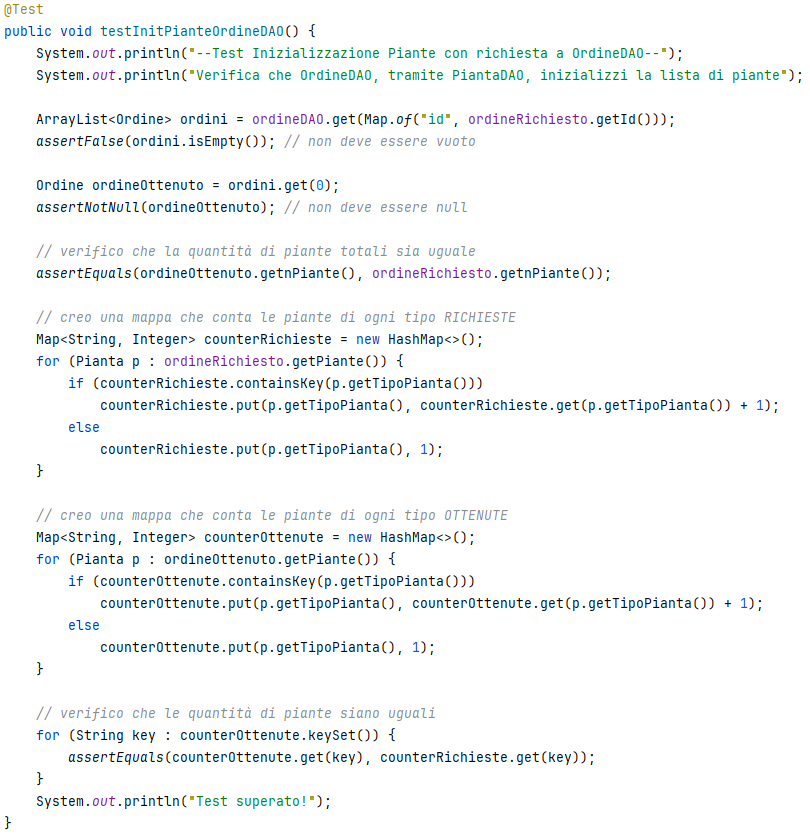 @Test
public void testInitPianteOrdineDAO() {
    System.out.println("--Test Inizializzazione Piante con richiesta a OrdineDAO--");
    System.out.println("Verifica che OrdineDAO, tramite PiantaDAO, inizializzi la lista di piante");

    ArrayList<Ordine> ordini = ordineDAO.get(Map.of("id", ordineRichiesto.getId()));
    assertFalse(ordini.isEmpty()); // non deve essere vuoto

    Ordine ordineOttenuto = ordini.get(0);
    assertNotNull(ordineOttenuto); // non deve essere null

    // verifico che la quantità di piante totali sia uguale
    assertEquals(ordineOttenuto.getnPiante(), ordineRichiesto.getnPiante());

    // creo una mappa che conta le piante di ogni tipo RICHIESTE
    Map<String, Integer> counterRichieste = new HashMap<>();
    for (Pianta p : ordineRichiesto.getPiante()) {
        if (counterRichieste.containsKey(p.getTipoPianta()))
            counterRichieste.put(p.getTipoPianta(), counterRichieste.get(p.getTipoPianta()) + 1);
        else
            counterRichieste.put(p.getTipoPianta(), 1);
    }

    // creo una mappa che conta le piante di ogni tipo OTTENUTE
    Map<String, Integer> counterOttenute = new HashMap<>();
    for (Pianta p : ordineOttenuto.getPiante()) {
        if (counterOttenute.containsKey(p.getTipoPianta()))
            counterOttenute.put(p.getTipoPianta(), counterOttenute.get(p.getTipoPianta()) + 1);
        else
            counterOttenute.put(p.getTipoPianta(), 1);
    }

    // verifico che le quantità di piante siano uguali
    for (String key : counterOttenute.keySet()) {
        assertEquals(counterOttenute.get(key), counterRichieste.get(key));
    }
    System.out.println("Test superato!");
}